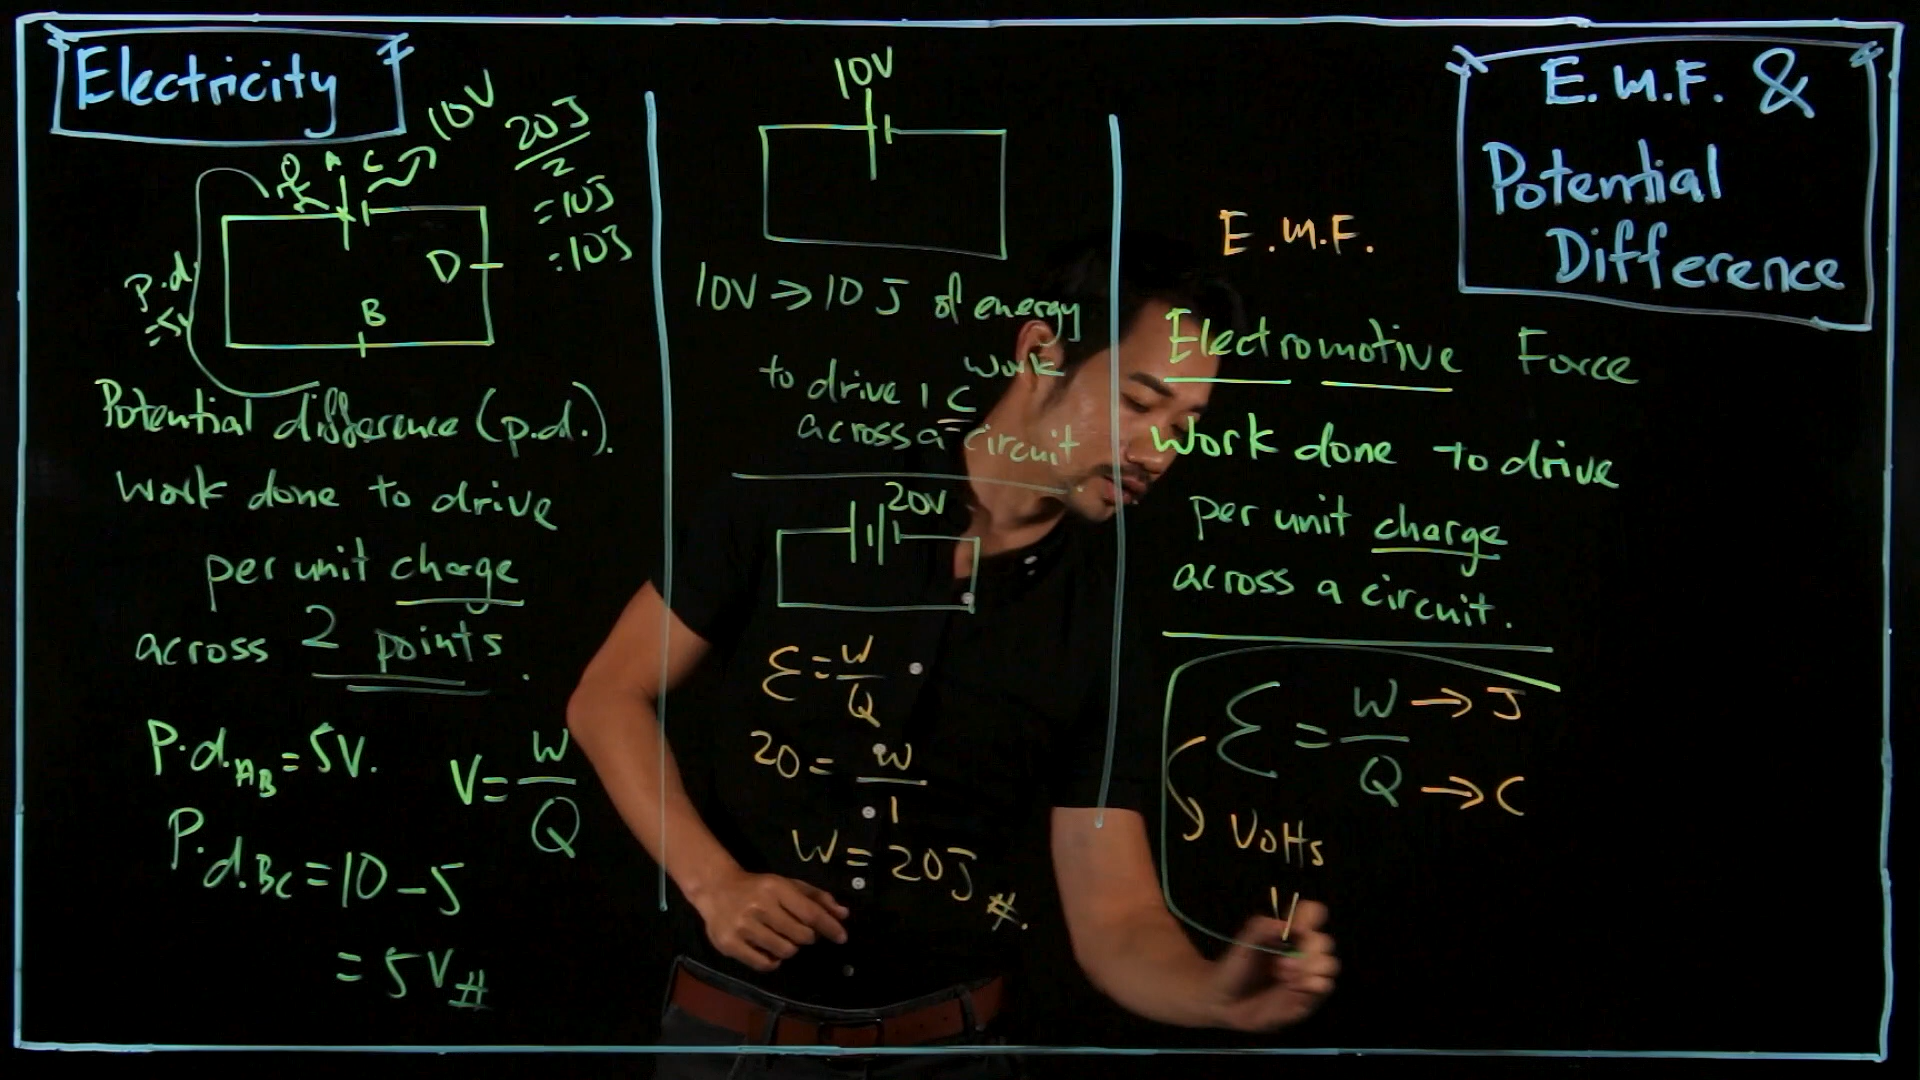 Electricity
A C
10V
20J
2
= 10J
= 10J
D
B
p.d.
= 5V
Potential difference (p.d.).
Work done to drive
per unit charge
across 2 points.
P.d.AB = 5V.
V = W
Q
P.d.BC = 10 - 5
= 5V #
10V
10V => 10 J of energy
work
to drive 1 C
across a circuit
20V
Ɛ = W
Q
20 = W
1
W = 20J #.
E.M.F. &
Potential
Difference
E.M.F.
Electromotive Force
Work done to drive
per unit charge
across a circuit.
Ɛ = W → J
Q → C
Volts
V